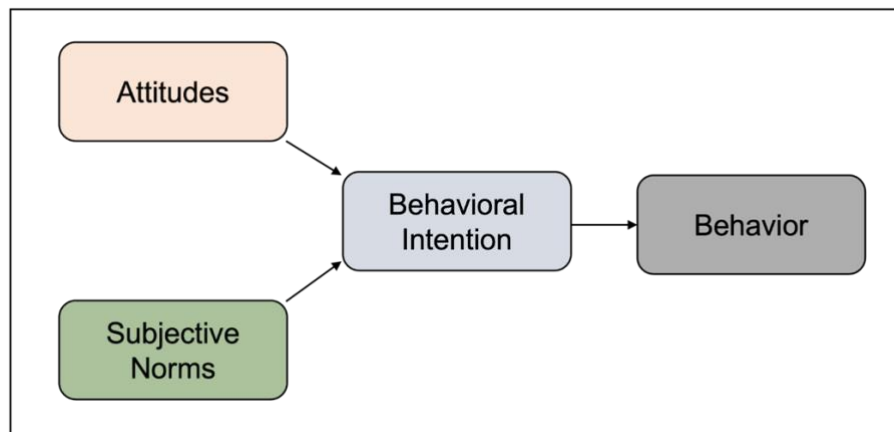 Attitudes
Behavioral
Intention
Behavior
Subjective
Norms